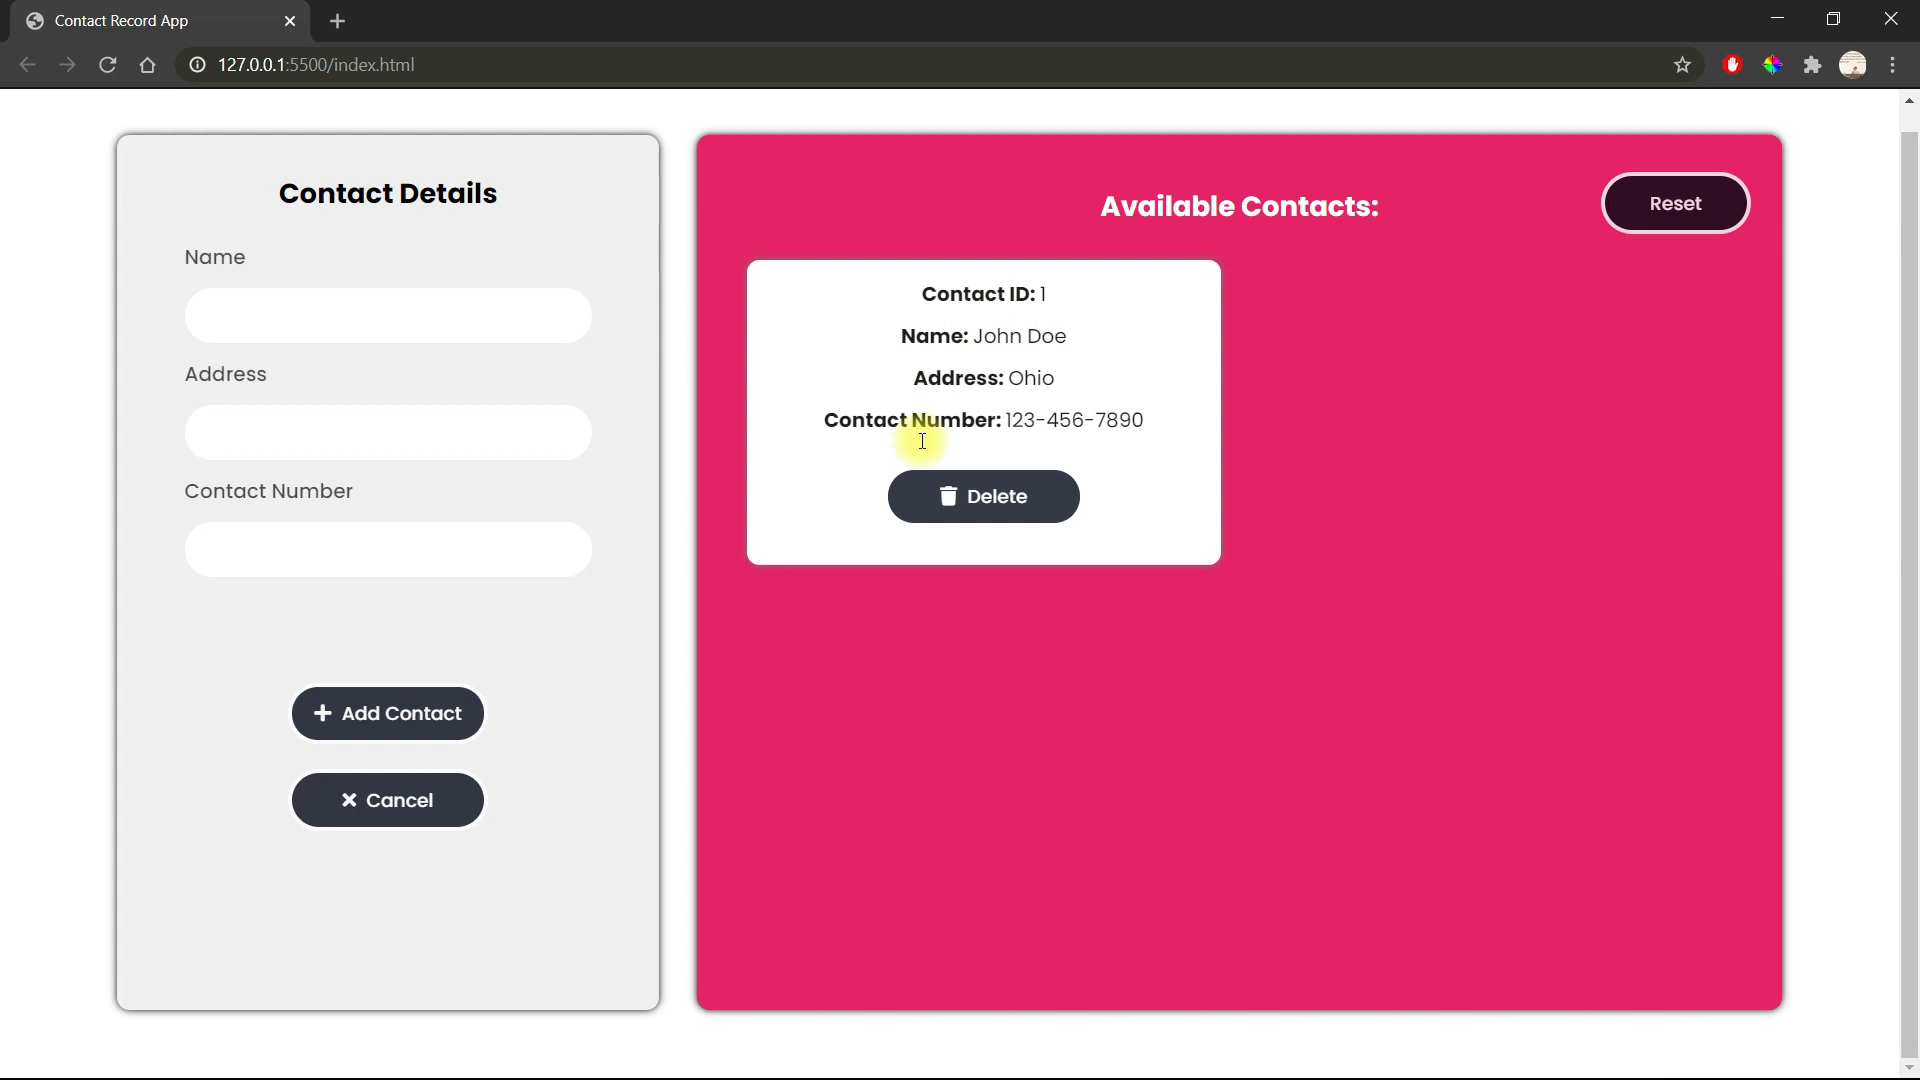 Contact Record App
127.0.0.1:5500/index.html
Contact Details
Name
Address
Contact Number
Add Contact
Cancel
Available Contacts:
Reset
Contact ID: 1
Name: John Doe
Address: Ohio
Contact Number: 123-456-7890
Delete